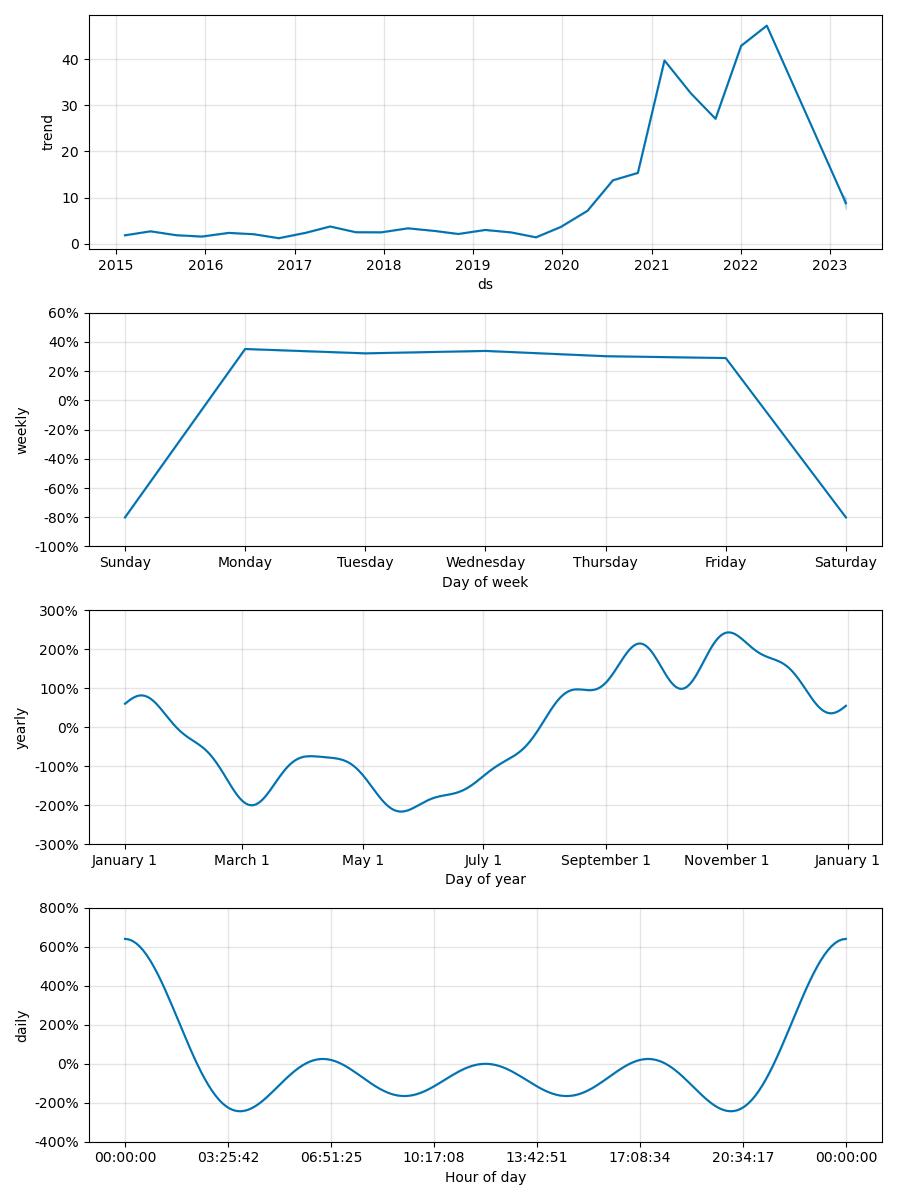 40
30
20
10
0
trend
2015 2016 2017 2018 2019 2020 2021 2022 2023
ds
60%
40%
20%
0%
-20%
-40%
-60%
-80%
-100%
weekly
Sunday Monday Tuesday Wednesday Thursday Friday Saturday
Day of week
300%
200%
100%
0%
-100%
-200%
-300%
yearly
January 1 March 1 May 1 July 1 September 1 November 1 January 1
Day of year
800%
600%
400%
200%
0%
-200%
-400%
daily
00:00:00 03:25:42 06:51:25 10:17:08 13:42:51 17:08:34 20:34:17 00:00:00
Hour of day